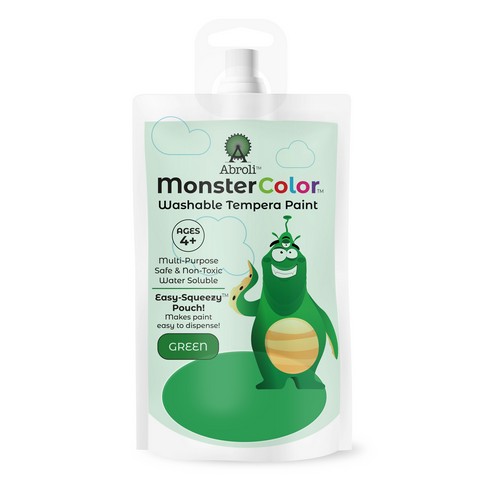 Abroli™
MonsterColor™
Washable Tempera Paint
AGES
4+
Multi-Purpose
Safe & Non-Toxic
Water Soluble
Easy-Squeezy™
Pouch!
Makes paint
easy to dispense!
GREEN